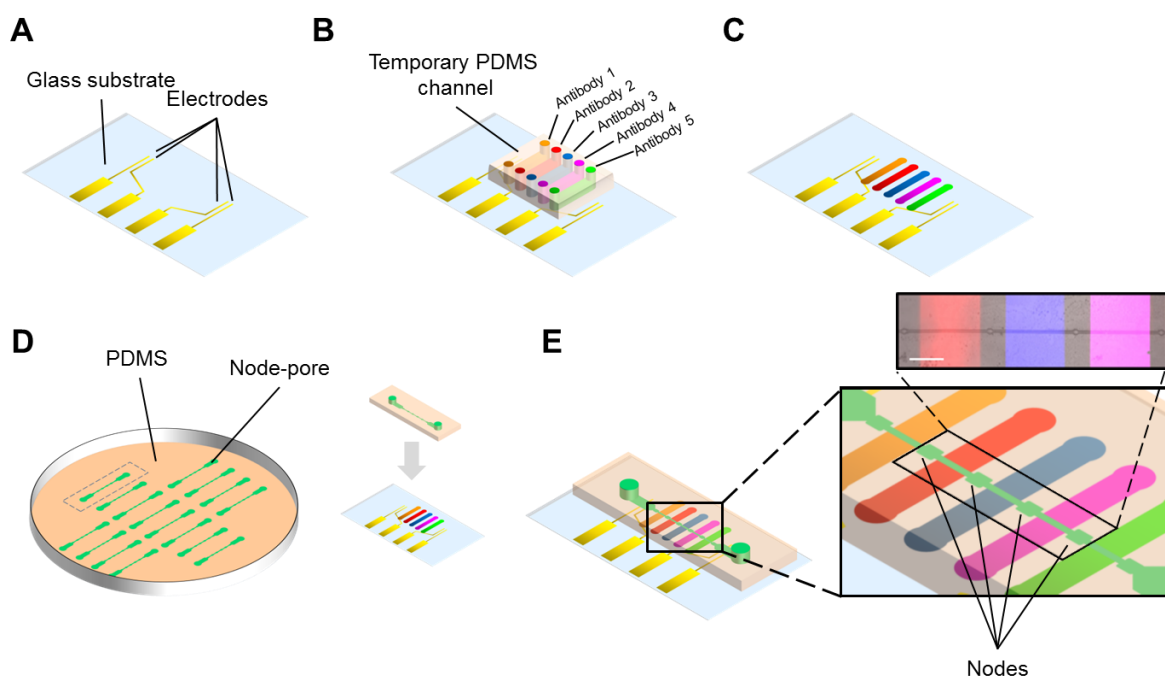 A
B
C
Glass substrate
Electrodes
Temporary PDMS
channel
Antibody 1
Antibody 2
Antibody 3
Antibody 4
Antibody 5
D
PDMS
Node-pore
E
Nodes